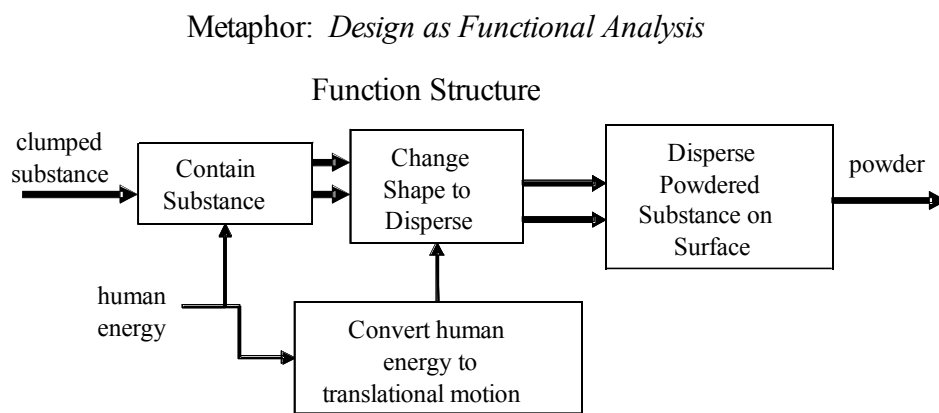 Metaphor: Design as Functional Analysis
Function Structure
clumped
substance
Contain
Substance
Change
Shape to
Disperse
Disperse
Powdered
Substance on
Surface
powder
human
energy
Convert human
energy to
translational motion